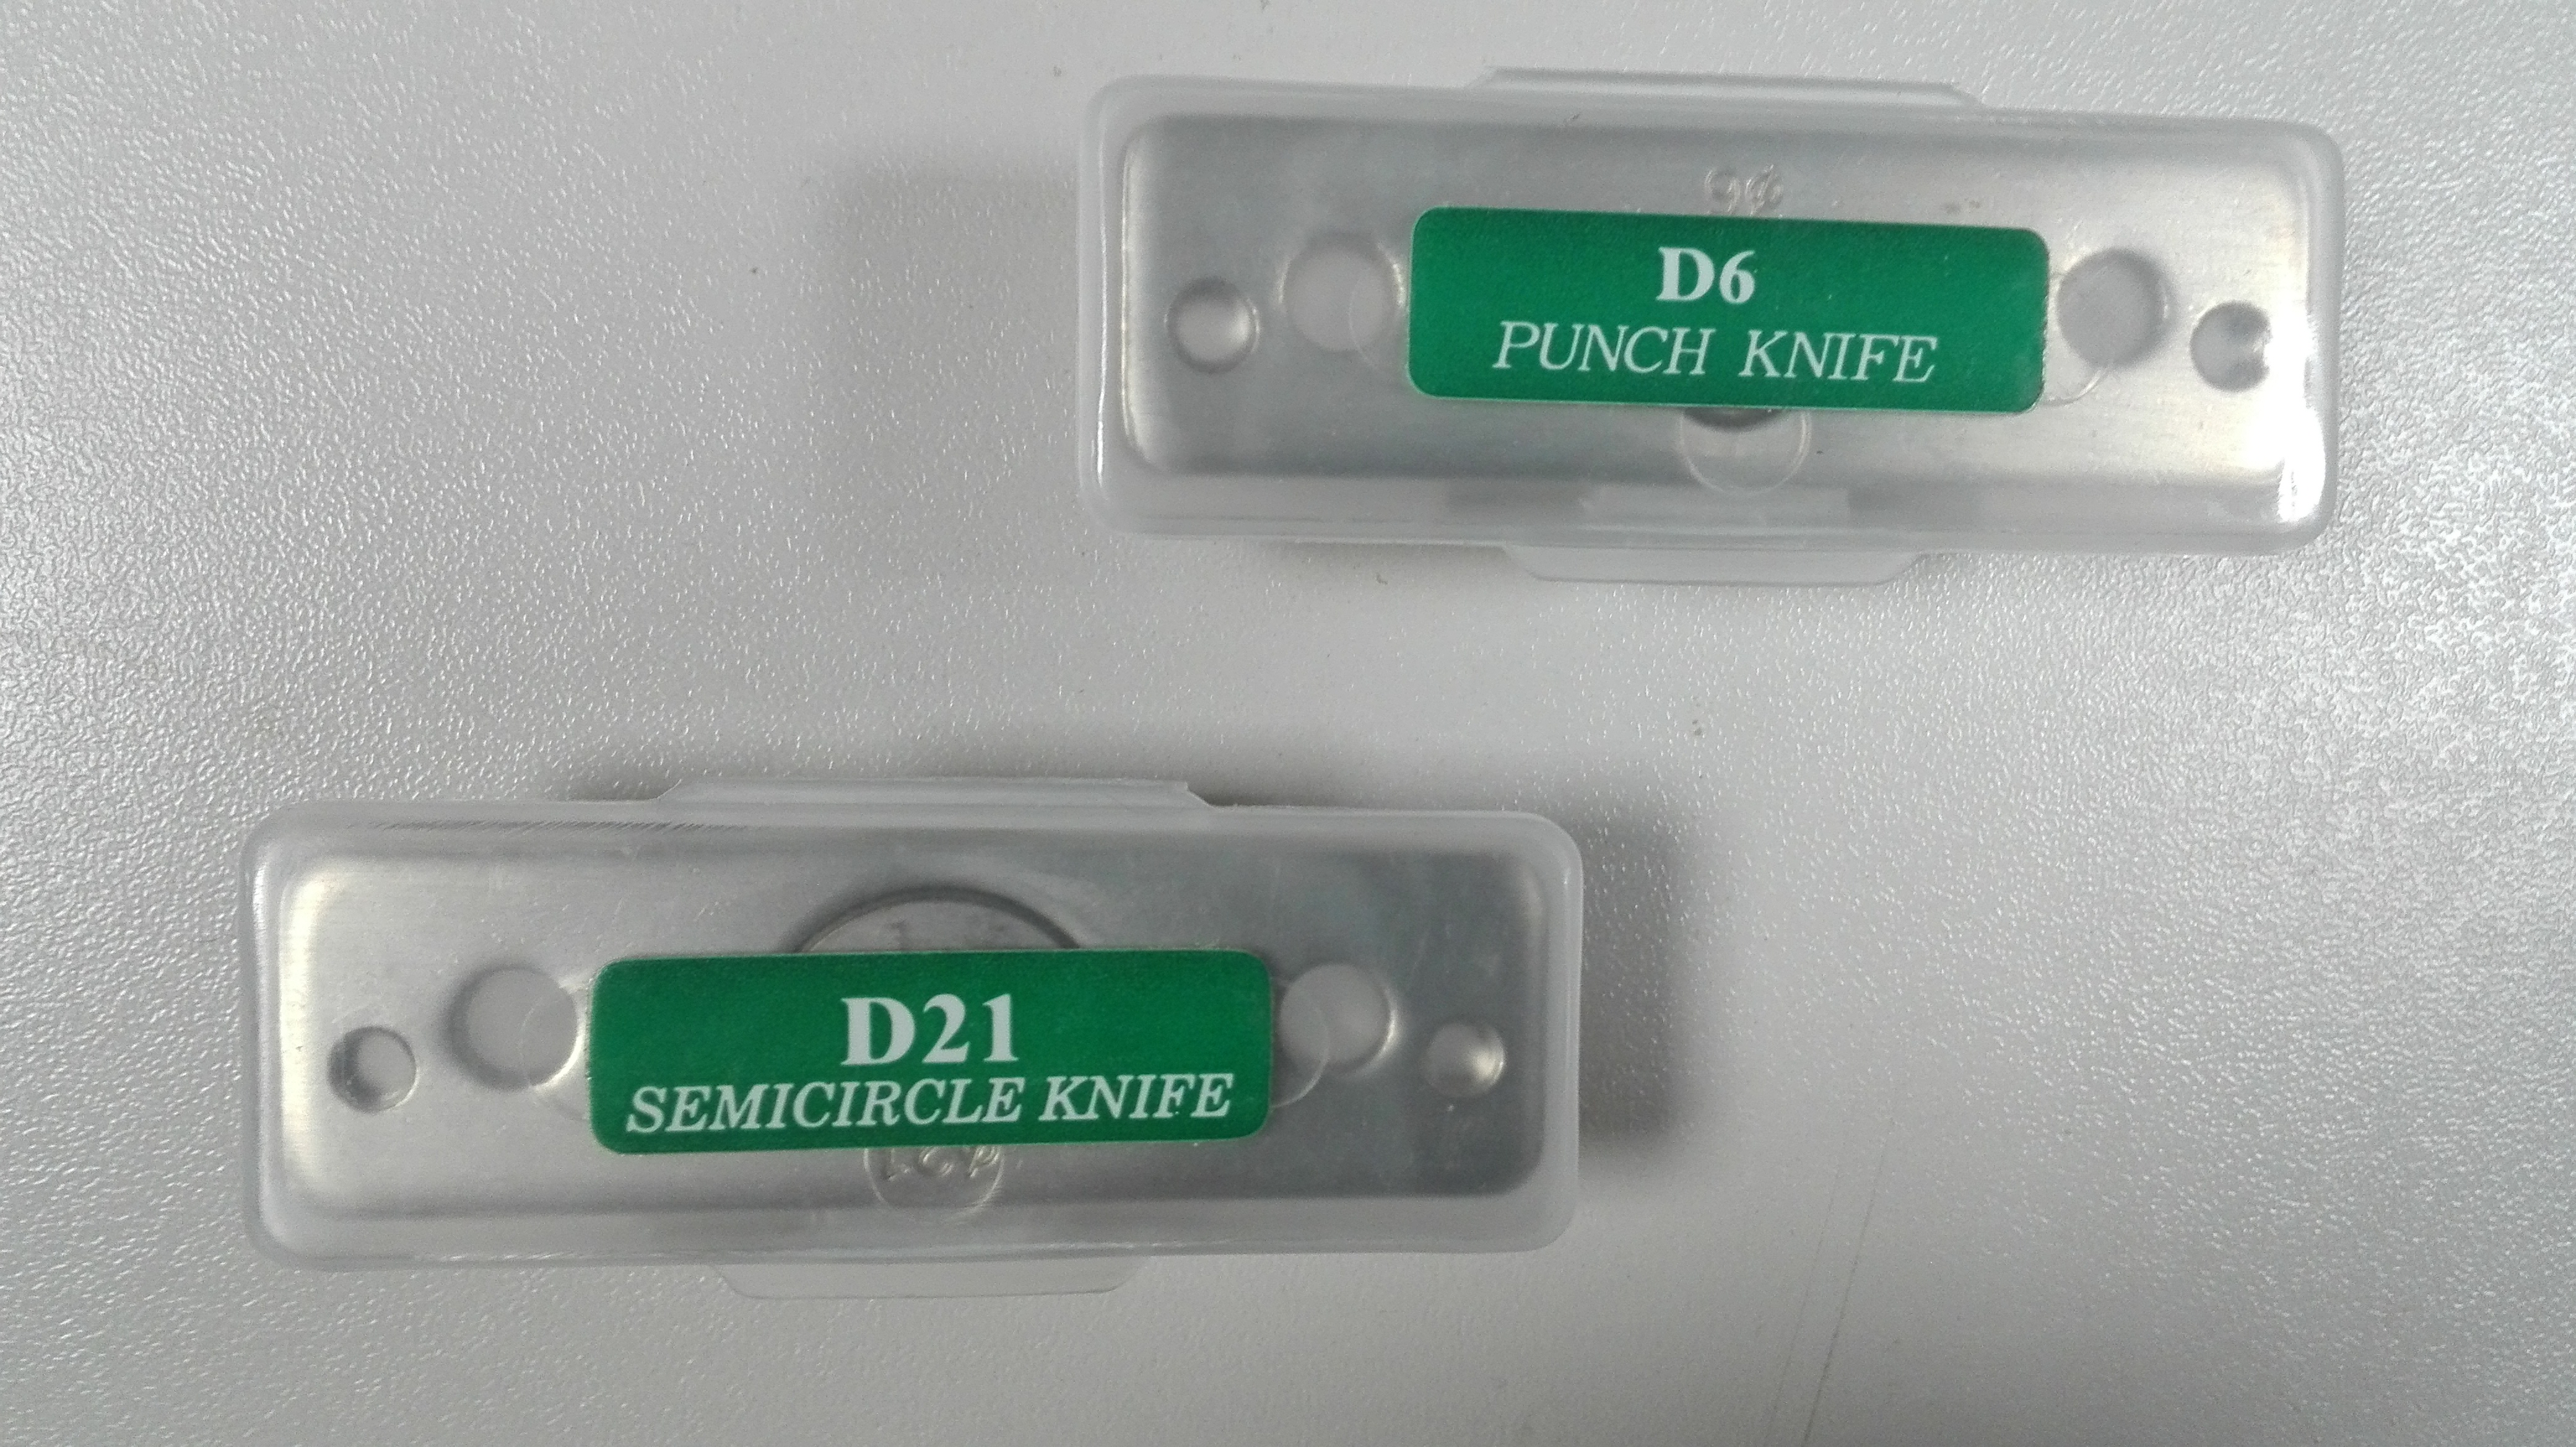 D6
PUNCH KNIFE
D21
SEMICIRCLE KNIFE